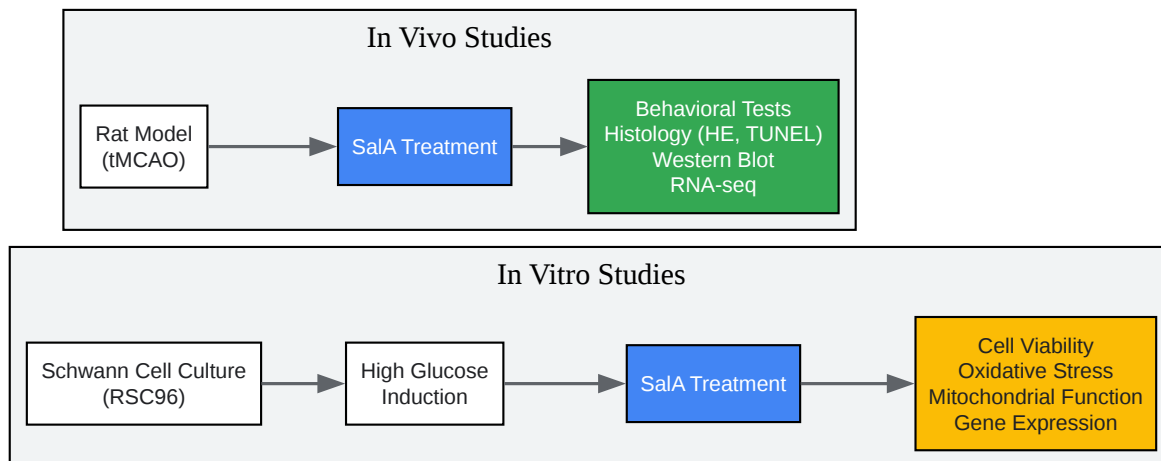 In Vivo Studies
Rat Model
(tMCAO)
SalA Treatment
Behavioral Tests
Histology (HE, TUNEL)
Western Blot
RNA-seq
In Vitro Studies
Schwann Cell Culture
(RSC96)
High Glucose
Induction
SalA Treatment
Cell Viability
Oxidative Stress
Mitochondrial Function
Gene Expression